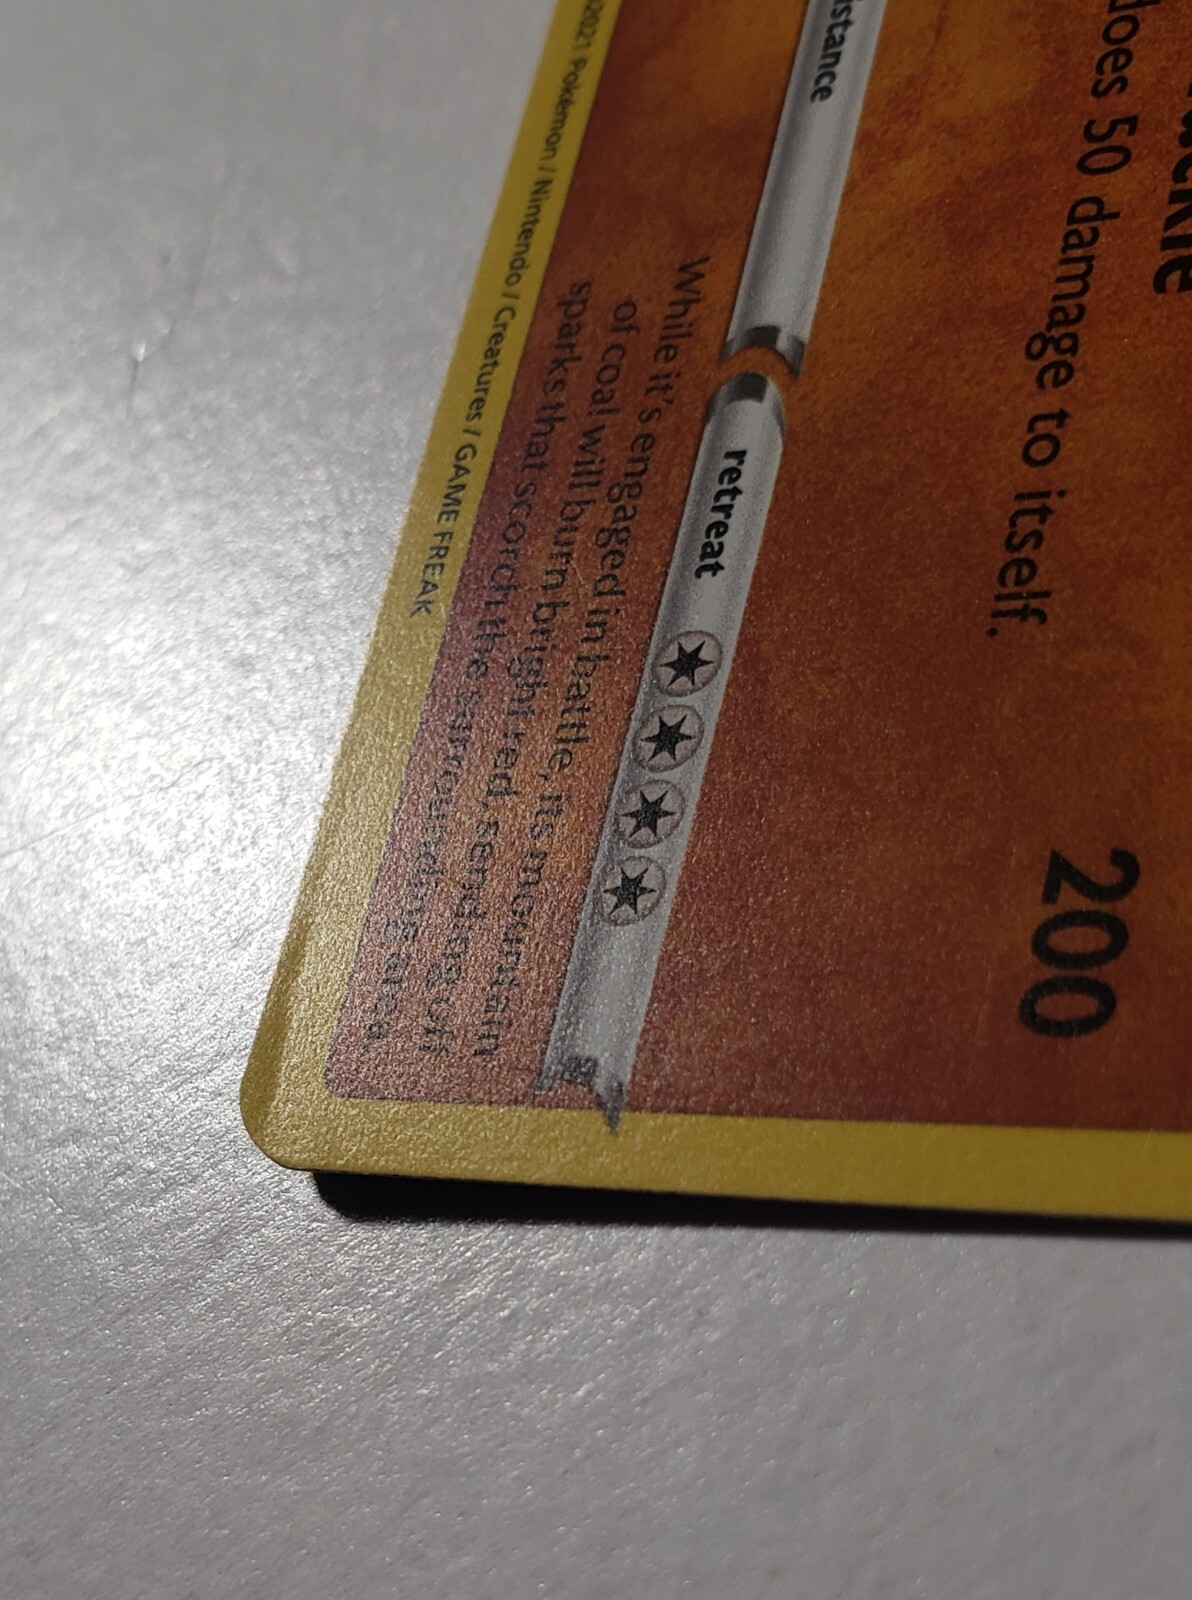 ackle
200
does 50 damage to itself.
istance
retreat
While it's engaged in battle, its mountain
of coal will burn bright red, sending off
sparks that scorch the surrounding area.
2021 Pokémon / Nintendo / Creatures / GAME FREAK